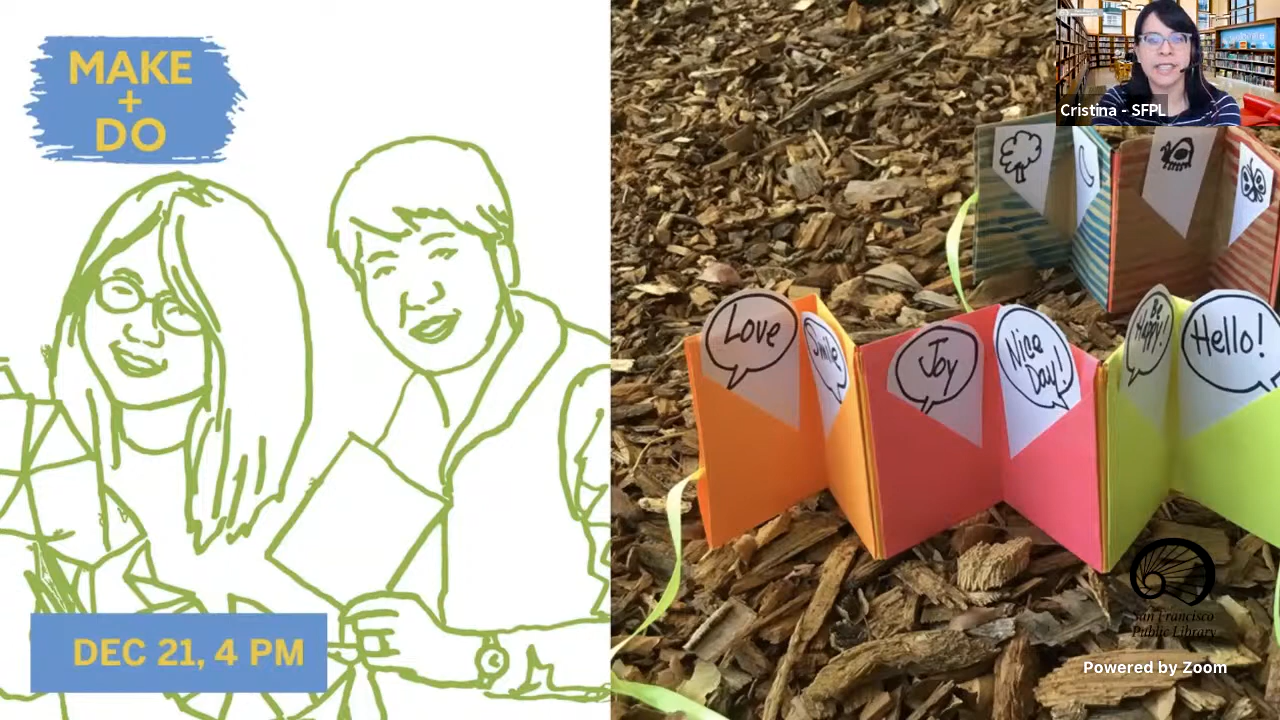 MAKE
+
DO
DEC 21, 4 PM
Cristina - SFPL
Love
Smile
Joy
Nice
Day!
Be
Happy!
Hello!
San Francisco
Public Library
Powered by Zoom